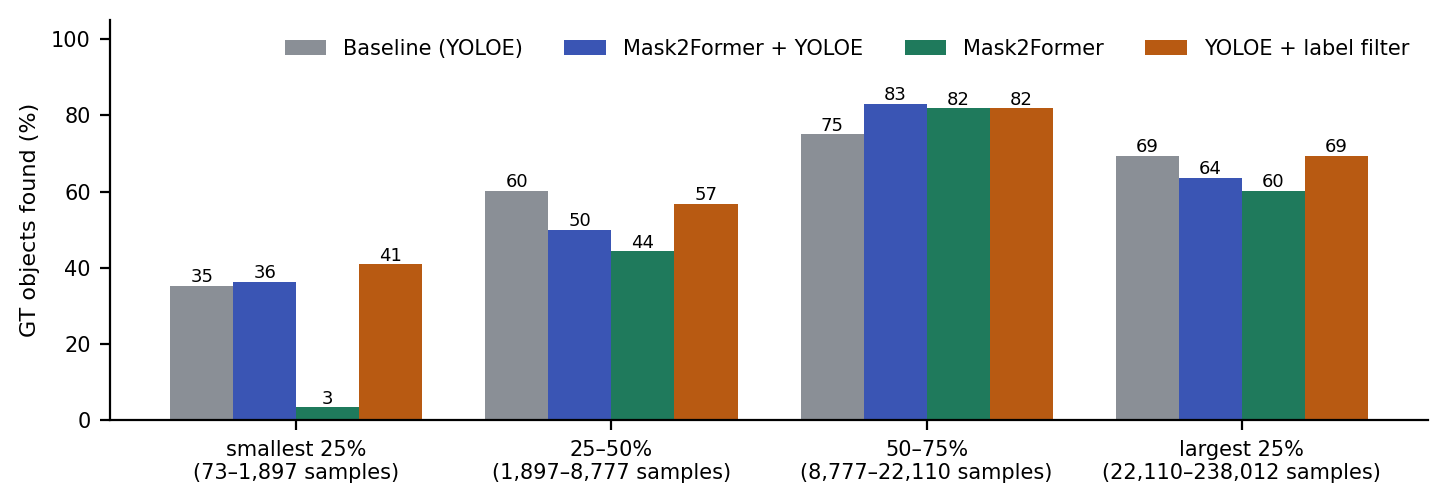 GT objects found (%)
100
80
60
40
20
0
Baseline (YOLOE)
Mask2Former + YOLOE
Mask2Former
YOLOE + label filter
35
36
3
41
60
50
44
57
75
83
82
82
69
64
60
69
smallest 25%
(73–1,897 samples)
25–50%
(1,897–8,777 samples)
50–75%
(8,777–22,110 samples)
largest 25%
(22,110–238,012 samples)